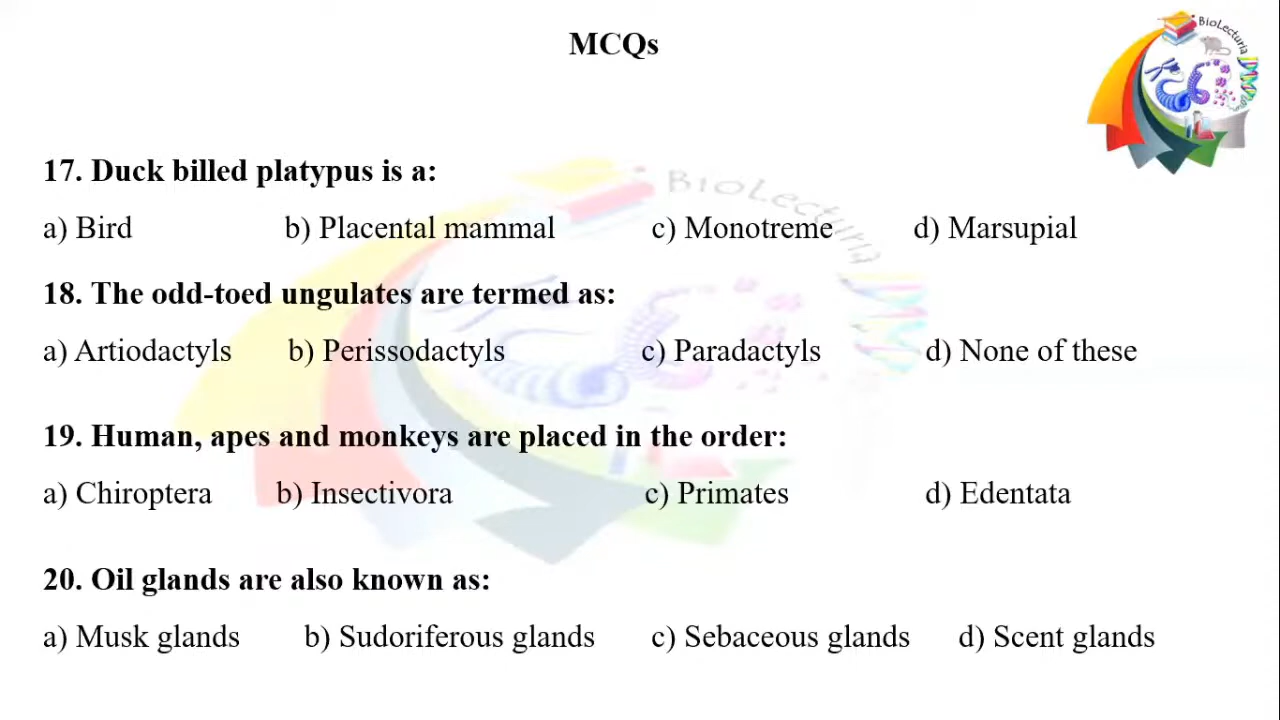 MCQs
BioLecturia
17. Duck billed platypus is a:
a) Bird b) Placental mammal c) Monotreme d) Marsupial
18. The odd-toed ungulates are termed as:
a) Artiodactyls b) Perissodactyls c) Paradactyls d) None of these
19. Human, apes and monkeys are placed in the order:
a) Chiroptera b) Insectivora c) Primates d) Edentata
20. Oil glands are also known as:
a) Musk glands b) Sudoriferous glands c) Sebaceous glands d) Scent glands
BioLecturia